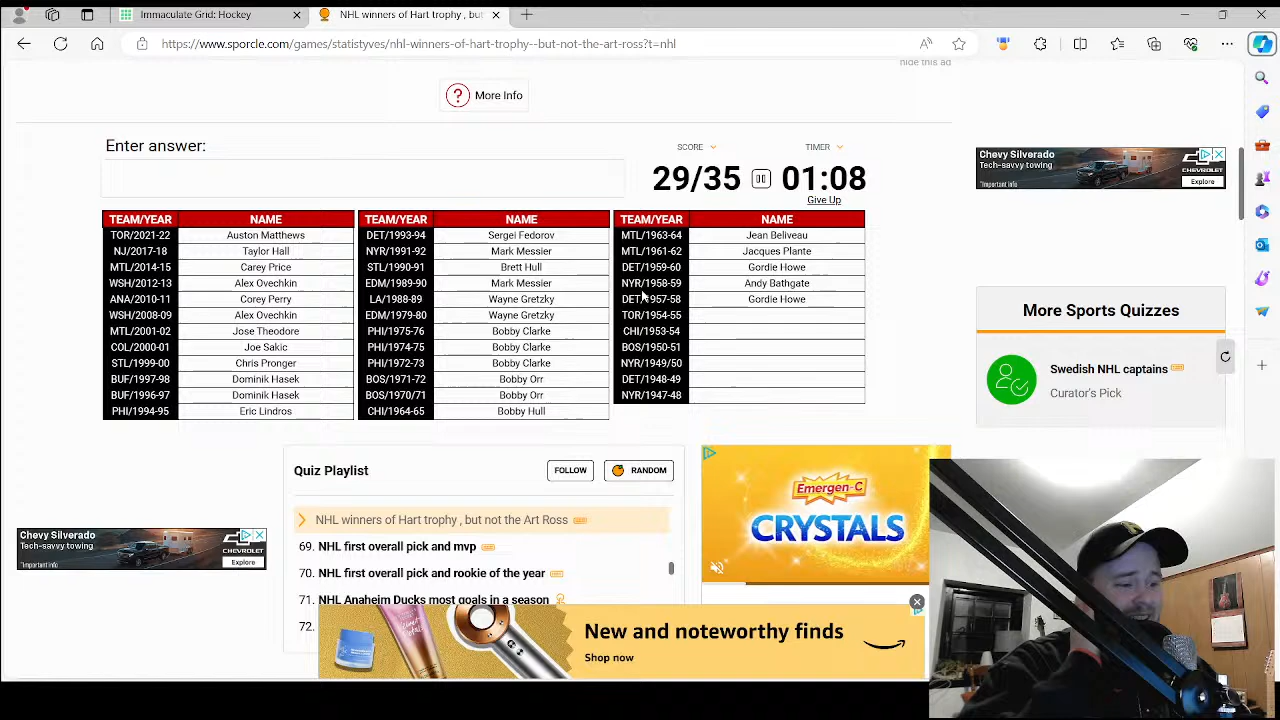 Immaculate Grid: Hockey
NHL winners of Hart trophy , but
https://www.sporcle.com/games/statistyves/nhl-winners-of-hart-trophy--but-not-the-art-ross?t=nhl
hide this ad
? More Info
Enter answer:
SCORE
TIMER
29/35 01:08
Give Up
TEAM/YEAR NAME TEAM/YEAR NAME TEAM/YEAR NAME
TOR/2021-22 Auston Matthews DET/1993-94 Sergei Fedorov MTL/1963-64 Jean Beliveau
NJ/2017-18 Taylor Hall NYR/1991-92 Mark Messier MTL/1961-62 Jacques Plante
MTL/2014-15 Carey Price STL/1990-91 Brett Hull DET/1959-60 Gordie Howe
WSH/2012-13 Alex Ovechkin EDM/1989-90 Mark Messier NYR/1958-59 Andy Bathgate
ANA/2010-11 Corey Perry LA/1988-89 Wayne Gretzky DET/1957-58 Gordie Howe
WSH/2008-09 Alex Ovechkin EDM/1979-80 Wayne Gretzky TOR/1954-55
MTL/2001-02 Jose Theodore PHI/1975-76 Bobby Clarke CHI/1953-54
COL/2000-01 Joe Sakic PHI/1974-75 Bobby Clarke BOS/1950-51
STL/1999-00 Chris Pronger PHI/1972-73 Bobby Clarke NYR/1949/50
BUF/1997-98 Dominik Hasek BOS/1971-72 Bobby Orr DET/1948-49
BUF/1996-97 Dominik Hasek BOS/1970/71 Bobby Orr NYR/1947-48
PHI/1994-95 Eric Lindros CHI/1964-65 Bobby Hull
Chevy Silverado
Tech-savvy towing
*Important info
CHEVROLET
Explore
More Sports Quizzes
Swedish NHL captains
Curator's Pick
Quiz Playlist
FOLLOW
RANDOM
NHL winners of Hart trophy , but not the Art Ross
69. NHL first overall pick and mvp
70. NHL first overall pick and rookie of the year
71. NHL Anaheim Ducks most goals in a season
72.
Emergen-C
CRYSTALS
Chevy Silverado
Tech-savvy towing
*Important info
CHEVROLET
Explore
New and noteworthy finds
Shop now